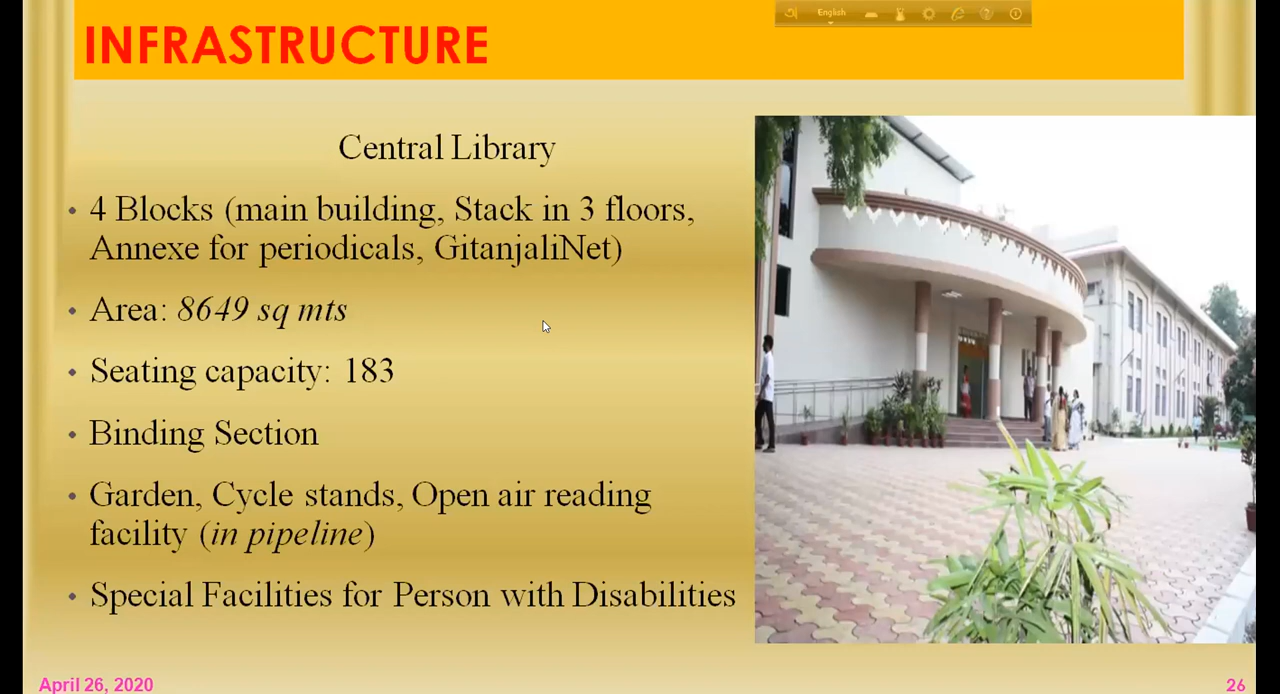 English
INFRASTRUCTURE
Central Library
• 4 Blocks (main building, Stack in 3 floors,
Annexe for periodicals, GitanjaliNet)
• Area: 8649 sq mts
• Seating capacity: 183
• Binding Section
• Garden, Cycle stands, Open air reading
facility (in pipeline)
• Special Facilities for Person with Disabilities
April 26, 2020
26